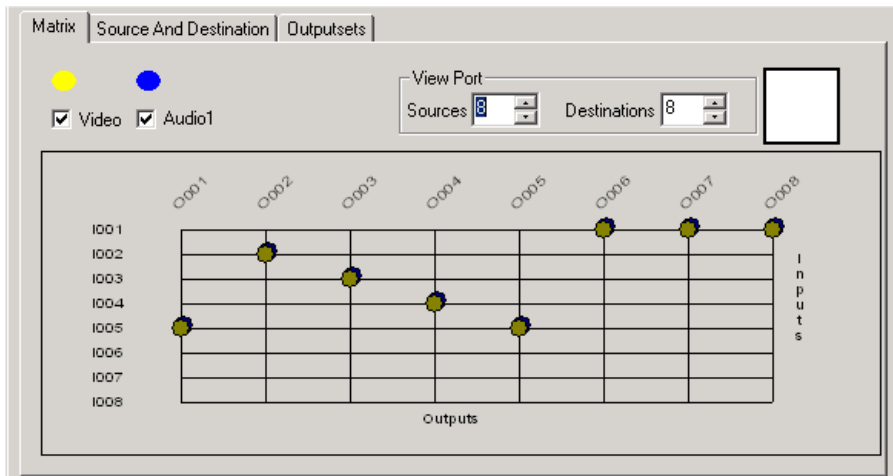 Matrix Source And Destination Outputsets
View Port
Video Audio1 Sources 8 Destinations 8
O001 O002 O003 O004 O005 O006 O007 O008
I001
I002
I003
I004
I005
I006
I007
I008
Inputs
Outputs